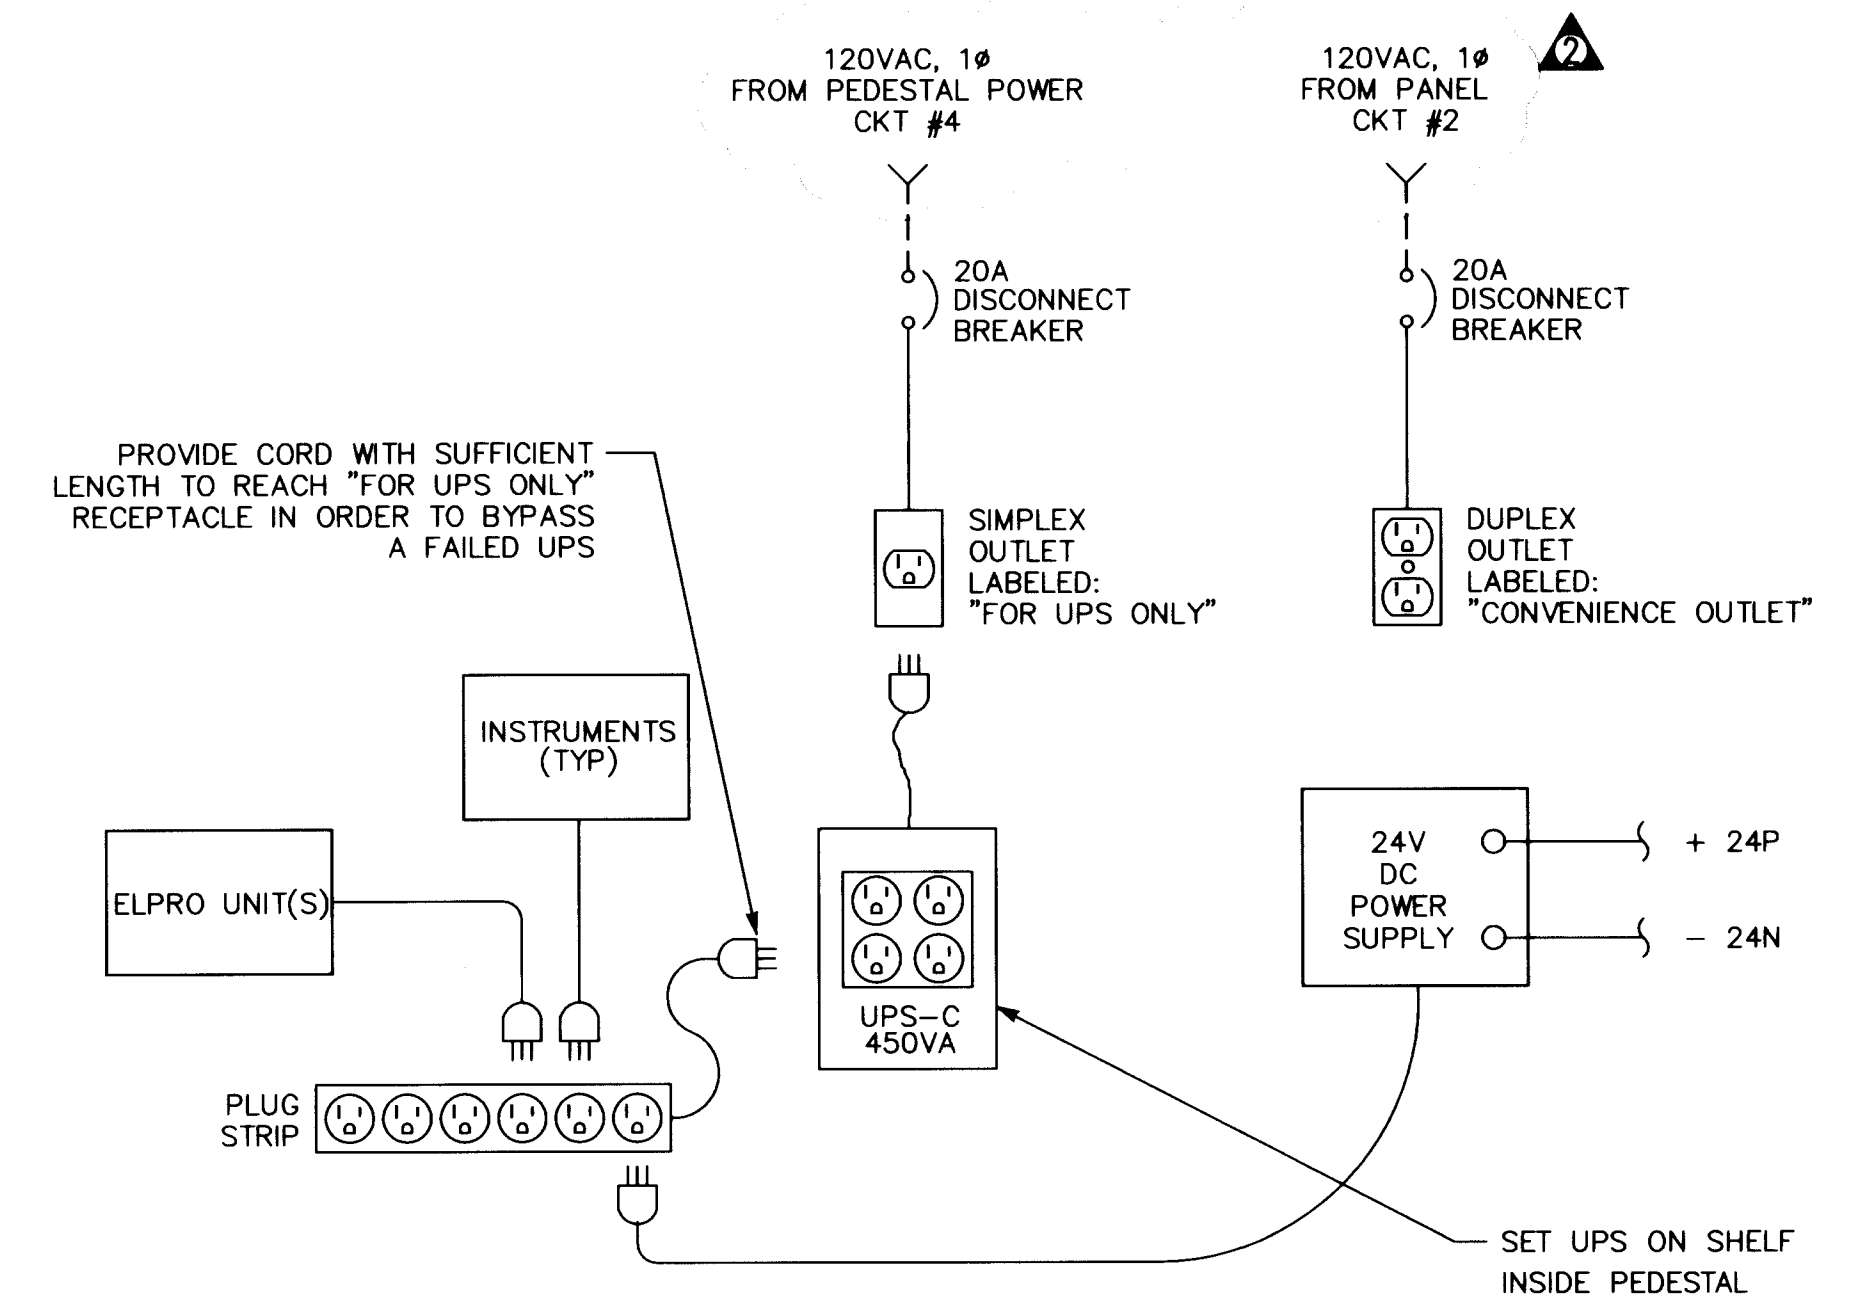 120VAC, 1ø
FROM PEDESTAL POWER
CKT #4
120VAC, 1ø
FROM PANEL
CKT #2
2
20A
DISCONNECT
BREAKER
20A
DISCONNECT
BREAKER
PROVIDE CORD WITH SUFFICIENT
LENGTH TO REACH "FOR UPS ONLY"
RECEPTACLE IN ORDER TO BYPASS
A FAILED UPS
SIMPLEX
OUTLET
LABELED:
"FOR UPS ONLY"
DUPLEX
OUTLET
LABELED:
"CONVENIENCE OUTLET"
INSTRUMENTS
(TYP)
ELPRO UNIT(S)
UPS-C
450VA
24V
DC
POWER
SUPPLY
+ 24P
- 24N
PLUG
STRIP
SET UPS ON SHELF
INSIDE PEDESTAL